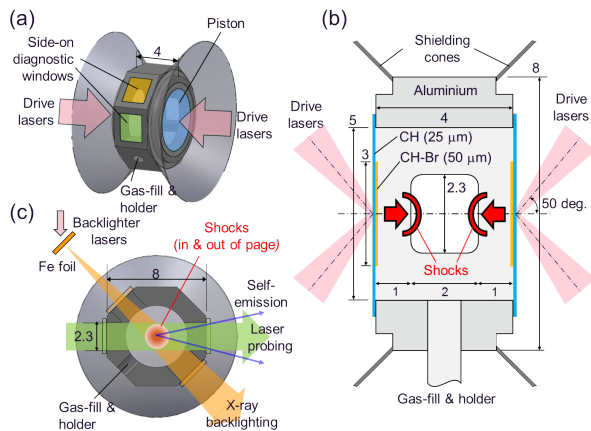 (a)
Piston
Side-on
diagnostic
windows
4
Drive
lasers
Drive
lasers
Gas-fill &
holder
(b)
Shielding
cones
8
Aluminium
Drive
lasers
5
4
CH (25 μm)
CH-Br (50 μm)
3
2.3
50 deg.
Shocks
1
2
1
Gas-fill & holder
(c)
Backlighter
lasers
Shocks
(in & out of page)
Fe foil
8
Self-
emission
Laser
probing
2.3
Gas-fill &
holder
X-ray
backlighting